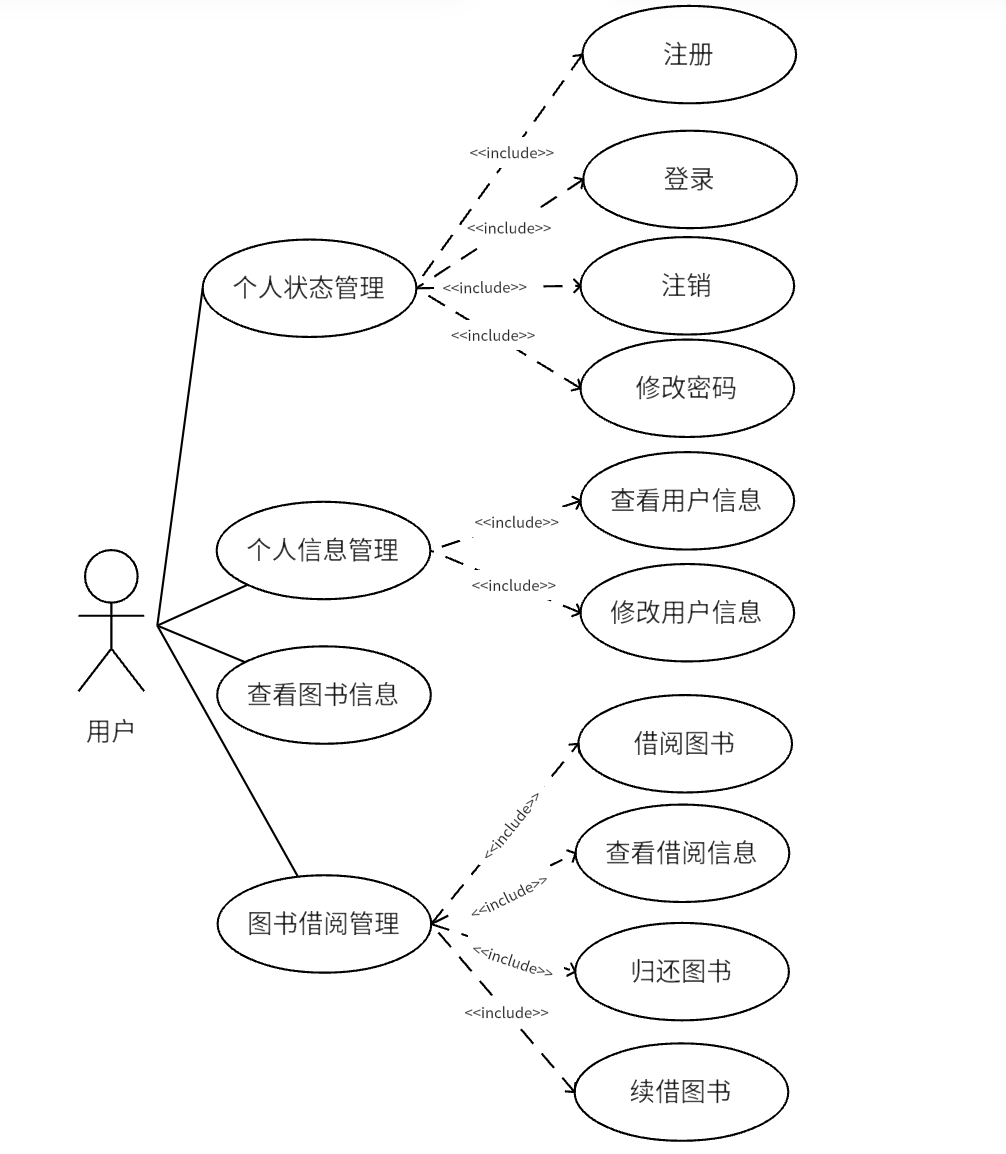 注册
<<include>>
登录
<<include>>
个人状态管理
<<include>>
注销
<<include>>
修改密码
查看用户信息
<<include>>
个人信息管理
<<include>>
修改用户信息
查看图书信息
用户
借阅图书
<<include>>
查看借阅信息
<<include>>
图书借阅管理
<<include>>
归还图书
<<include>>
续借图书